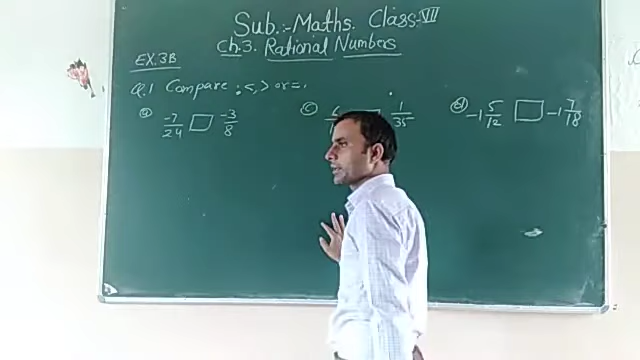 Sub.:- Maths. Class-VII
Ch.3. Rational Numbers
EX.3B
Q.1 Compare :<,> or =.
(a) -7/24 □ -3/8 (c) □ 1/35 (d) -1 5/12 □ -1 7/18